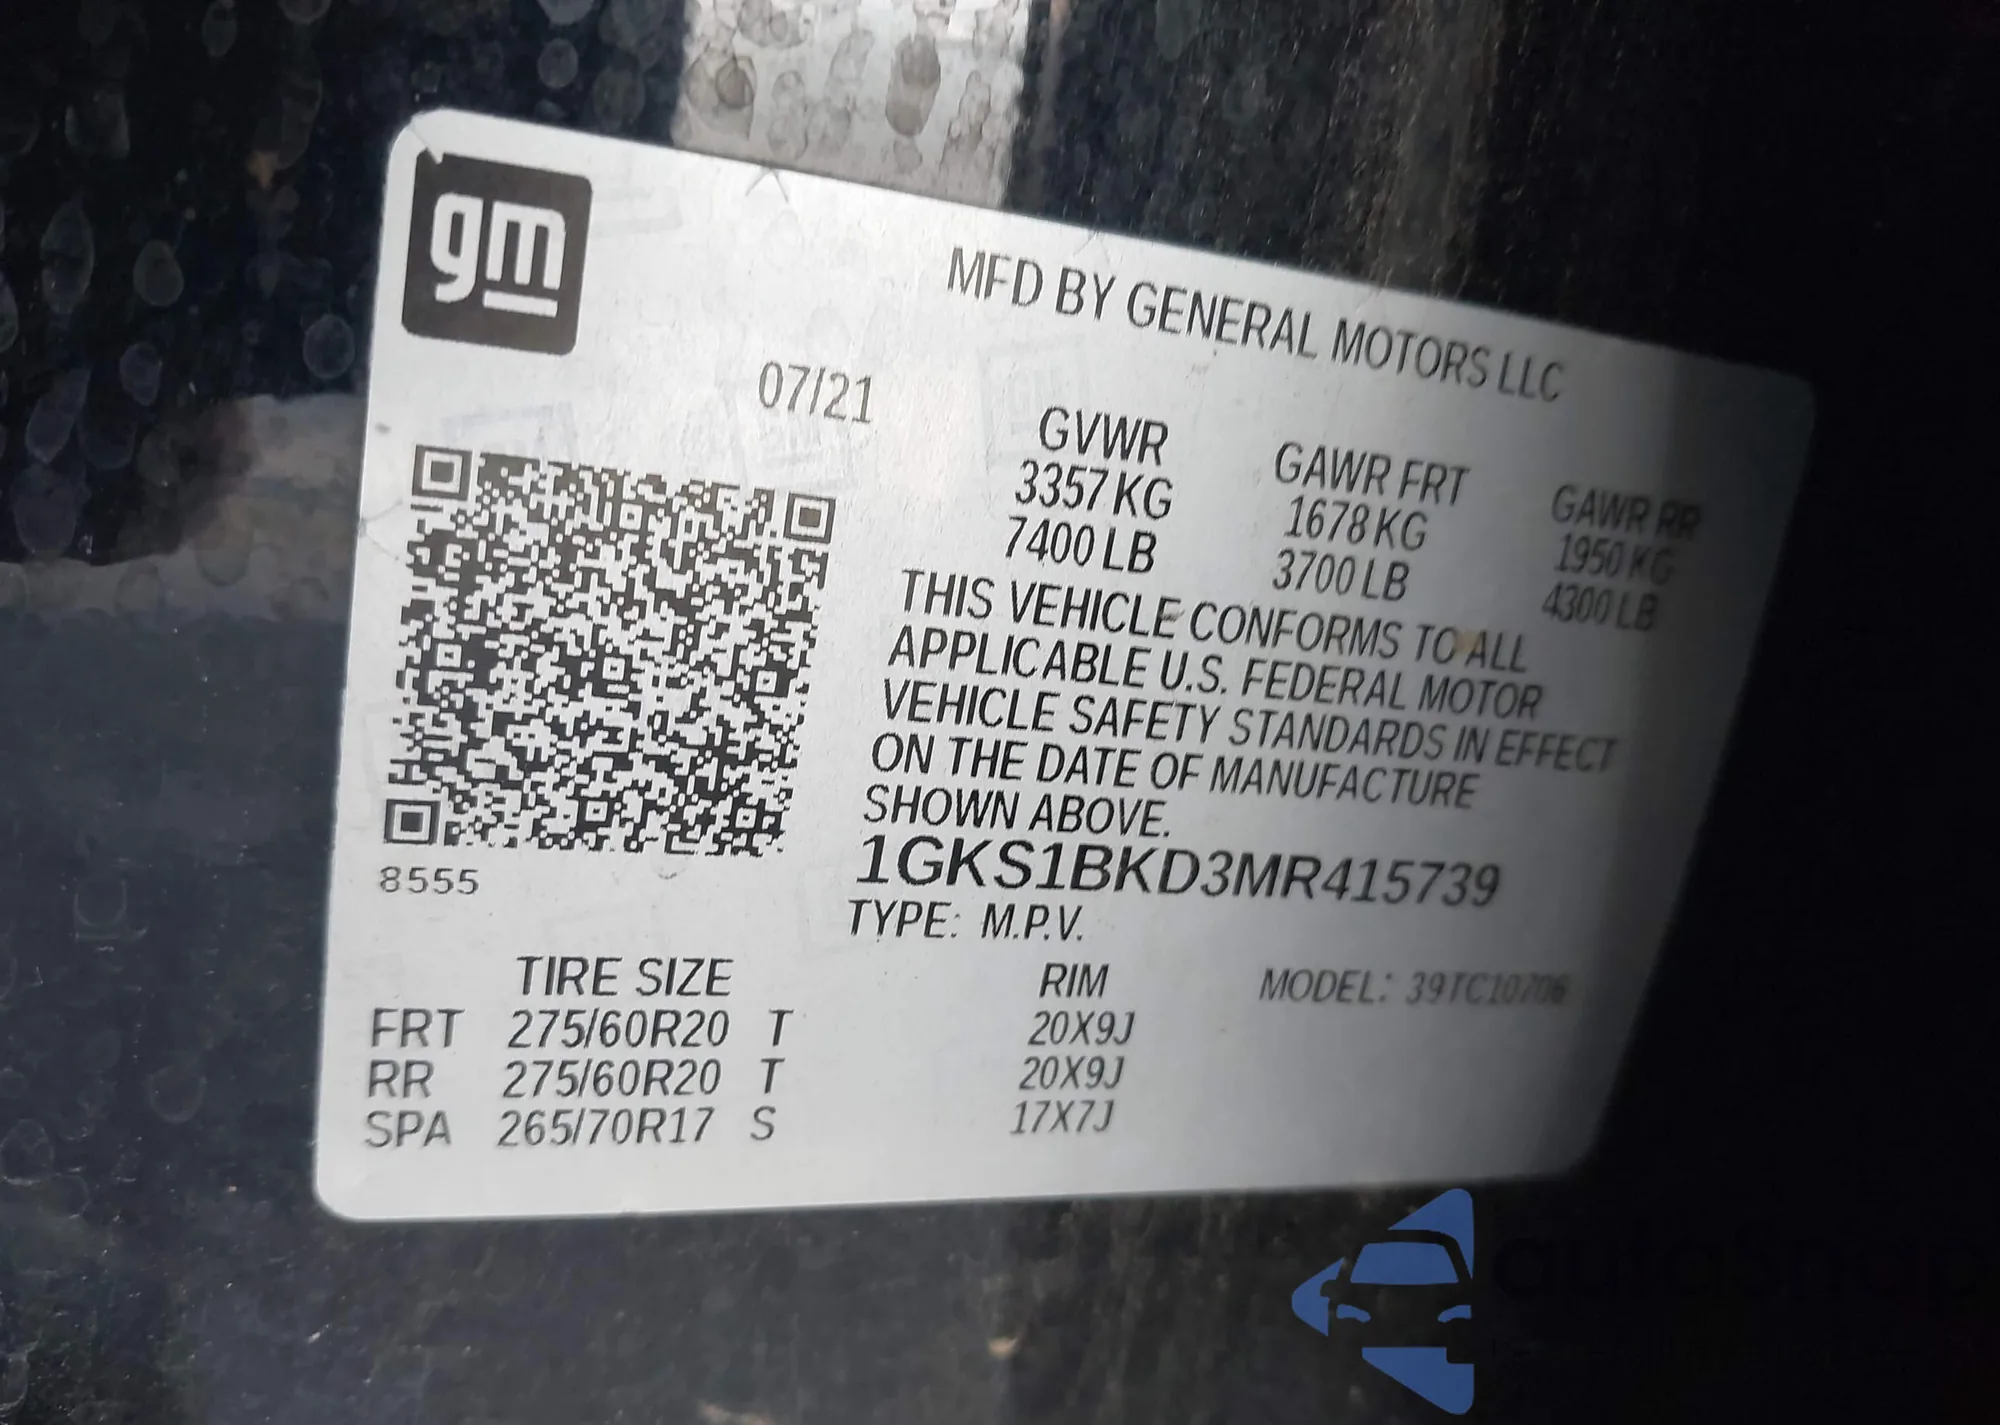 gm
MFD BY GENERAL MOTORS LLC
07/21
GVWR GAWR FRT GAWR RR
3357 KG 1678 KG 1950 KG
7400 LB 3700 LB 4300 LB
THIS VEHICLE CONFORMS TO ALL
APPLICABLE U.S. FEDERAL MOTOR
VEHICLE SAFETY STANDARDS IN EFFECT
ON THE DATE OF MANUFACTURE
SHOWN ABOVE.
1GKS1BKD3MR415739
8555
TYPE: M.P.V.
TIRE SIZE RIM MODEL: 39TC10706
FRT 275/60R20 T 20X9J
RR 275/60R20 T 20X9J
SPA 265/70R17 S 17X7J